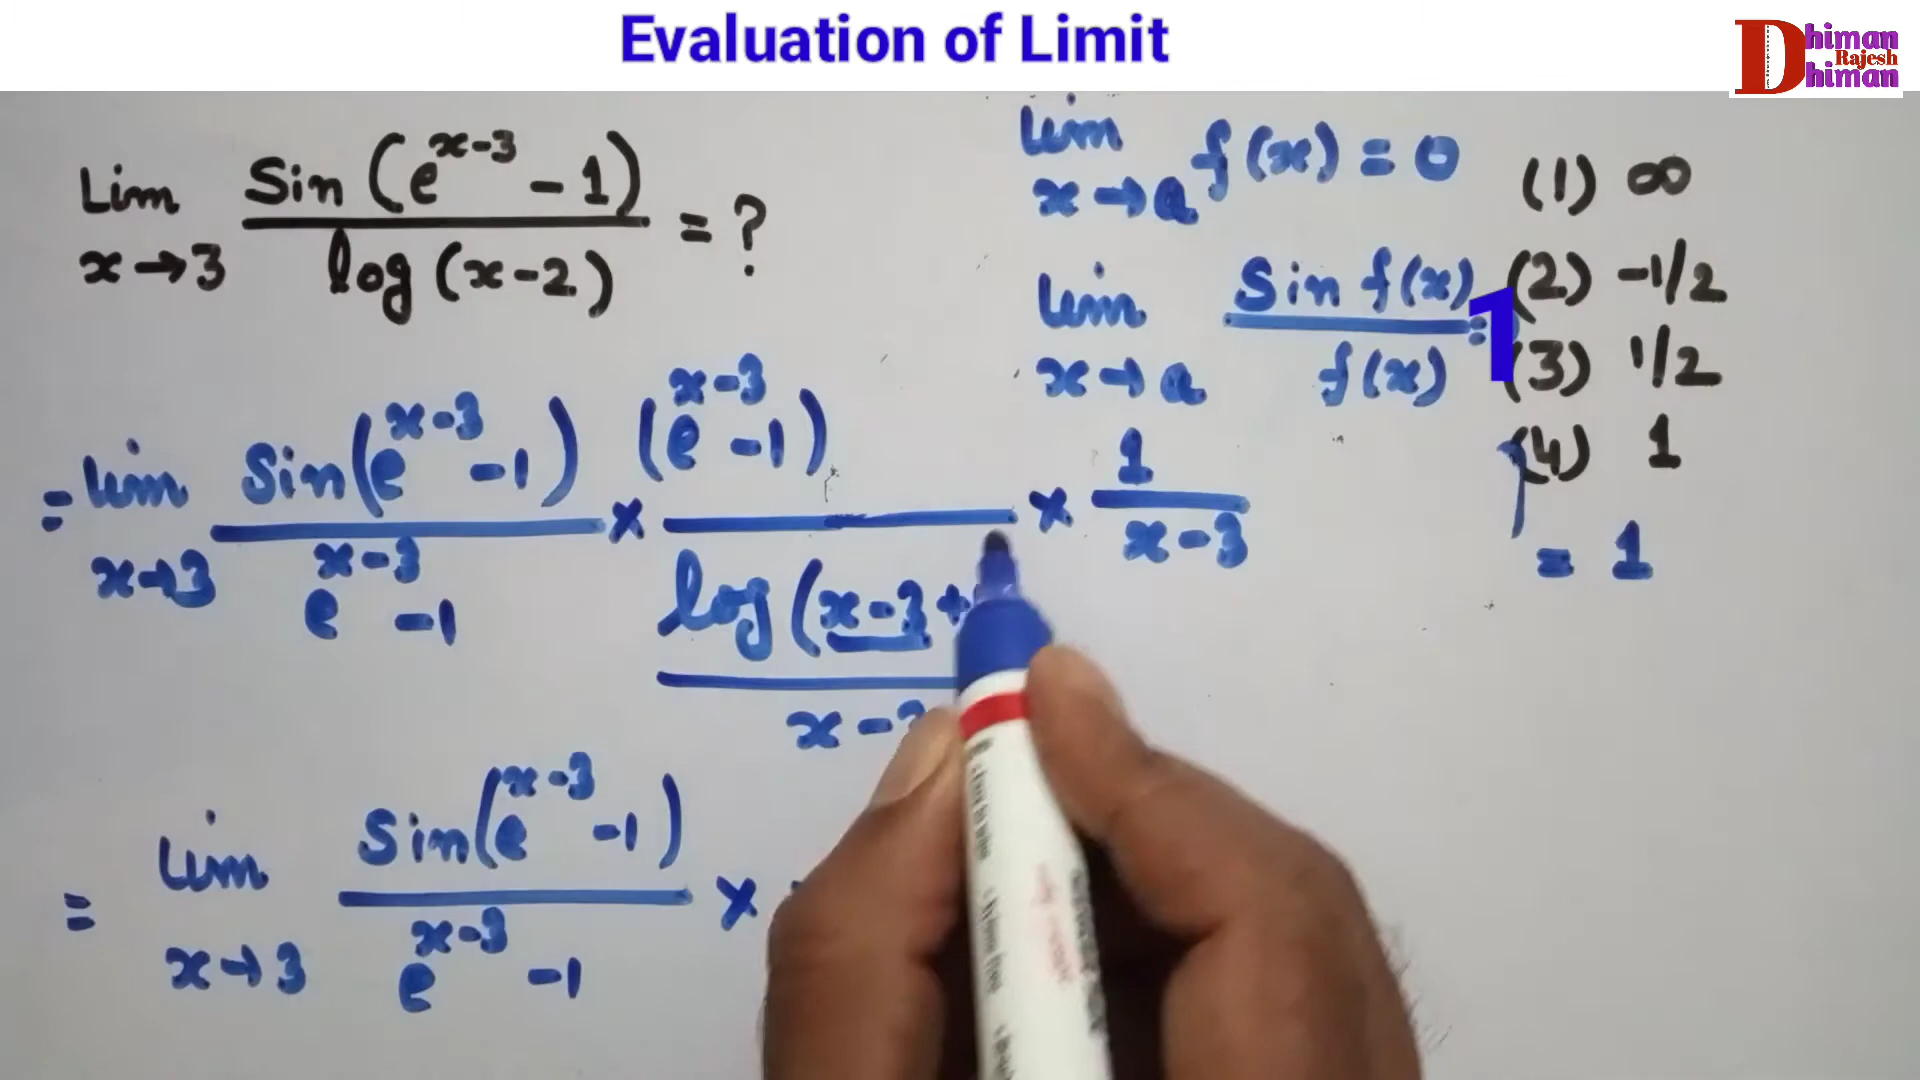 Evaluation of Limit
Dhiman
Rajesh
Dhiman
Lim x→3 Sin (e^(x-3) - 1) / log (x-2) = ?
lim x→a f(x) = 0
lim x→a Sin f(x) / f(x) = 1
(1) ∞
(2) -1/2
(3) 1/2
(4) 1
= lim x→3 Sin(e^(x-3) - 1) / e^(x-3) - 1 × (e^(x-3) - 1) / log (x-3+ / x-3 × 1 / x-3
= 1
= lim x→3 Sin(e^(x-3) - 1) / e^(x-3) - 1 ×